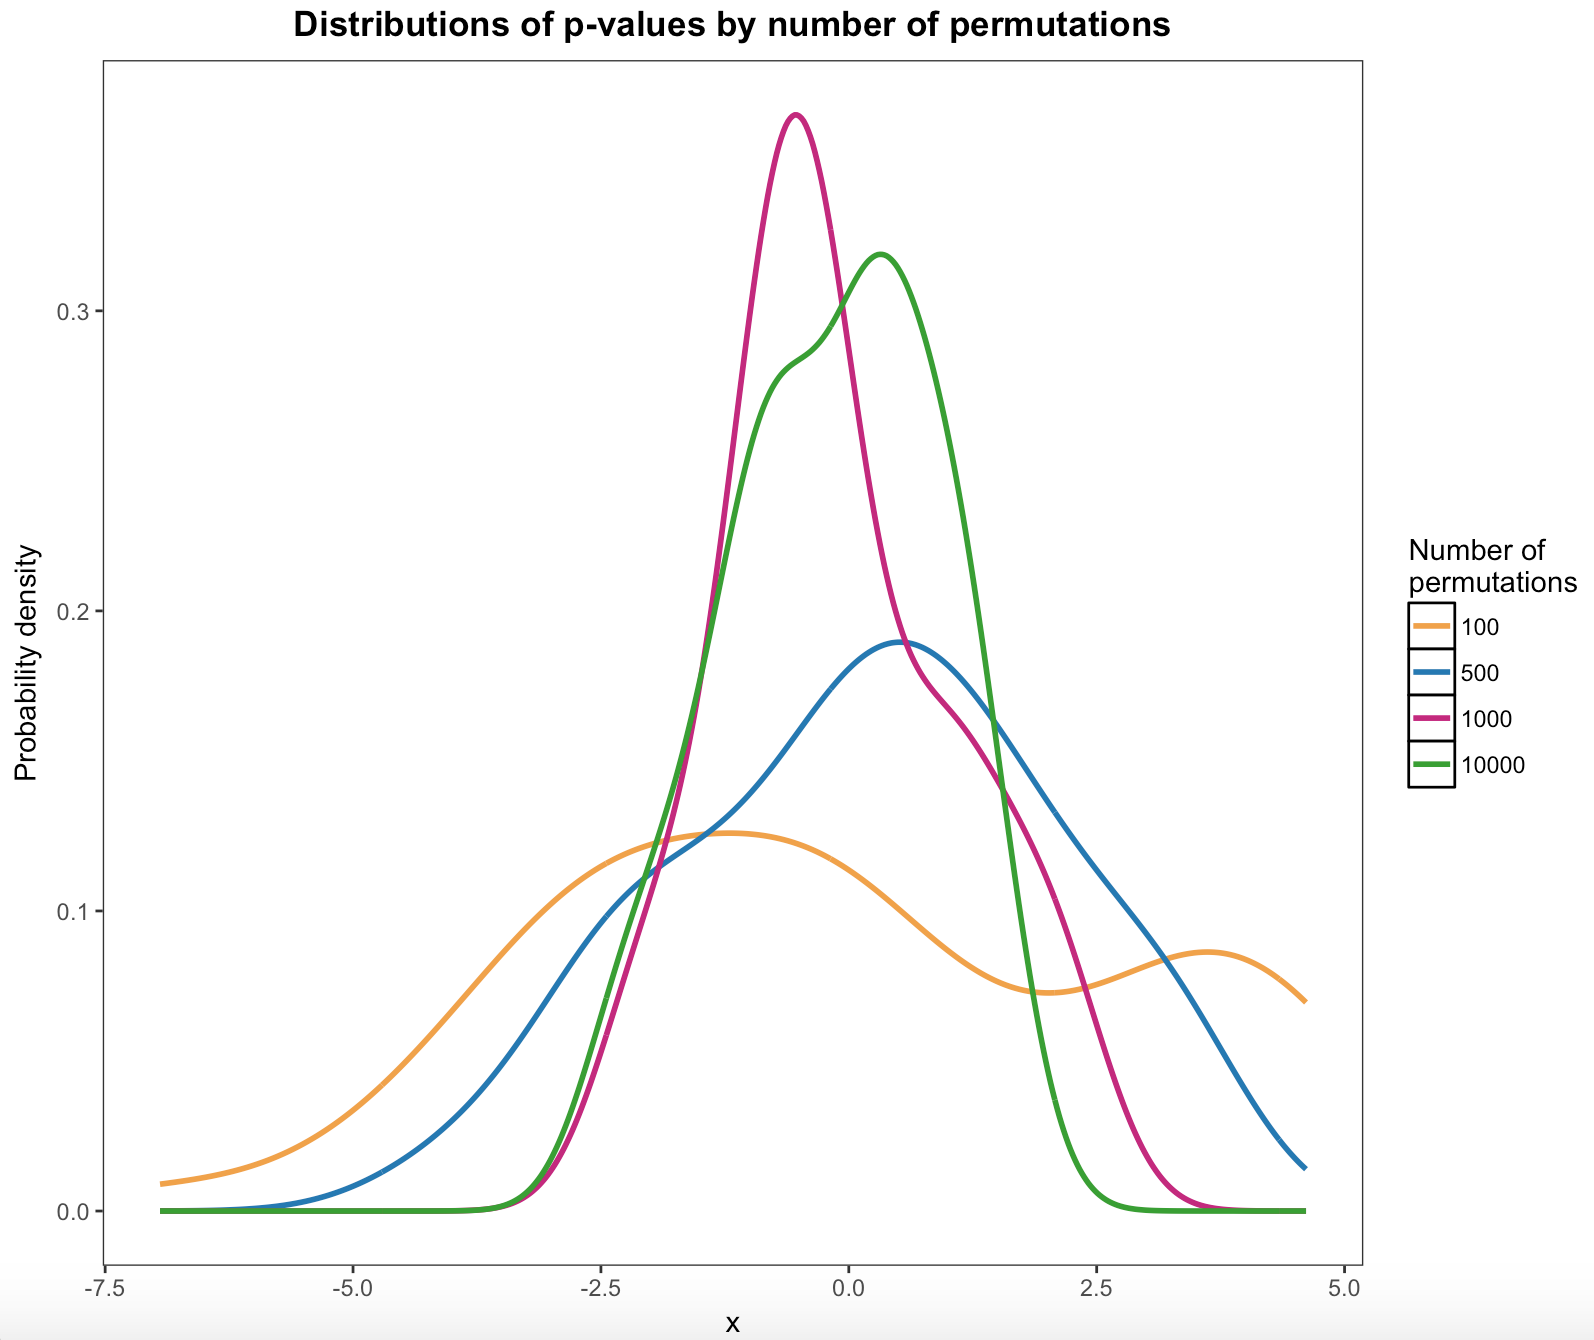 Distributions of p-values by number of permutations
Probability density
0.3
0.2
0.1
0.0
-7.5
-5.0
-2.5
0.0
2.5
5.0
x
Number of
permutations
100
500
1000
10000